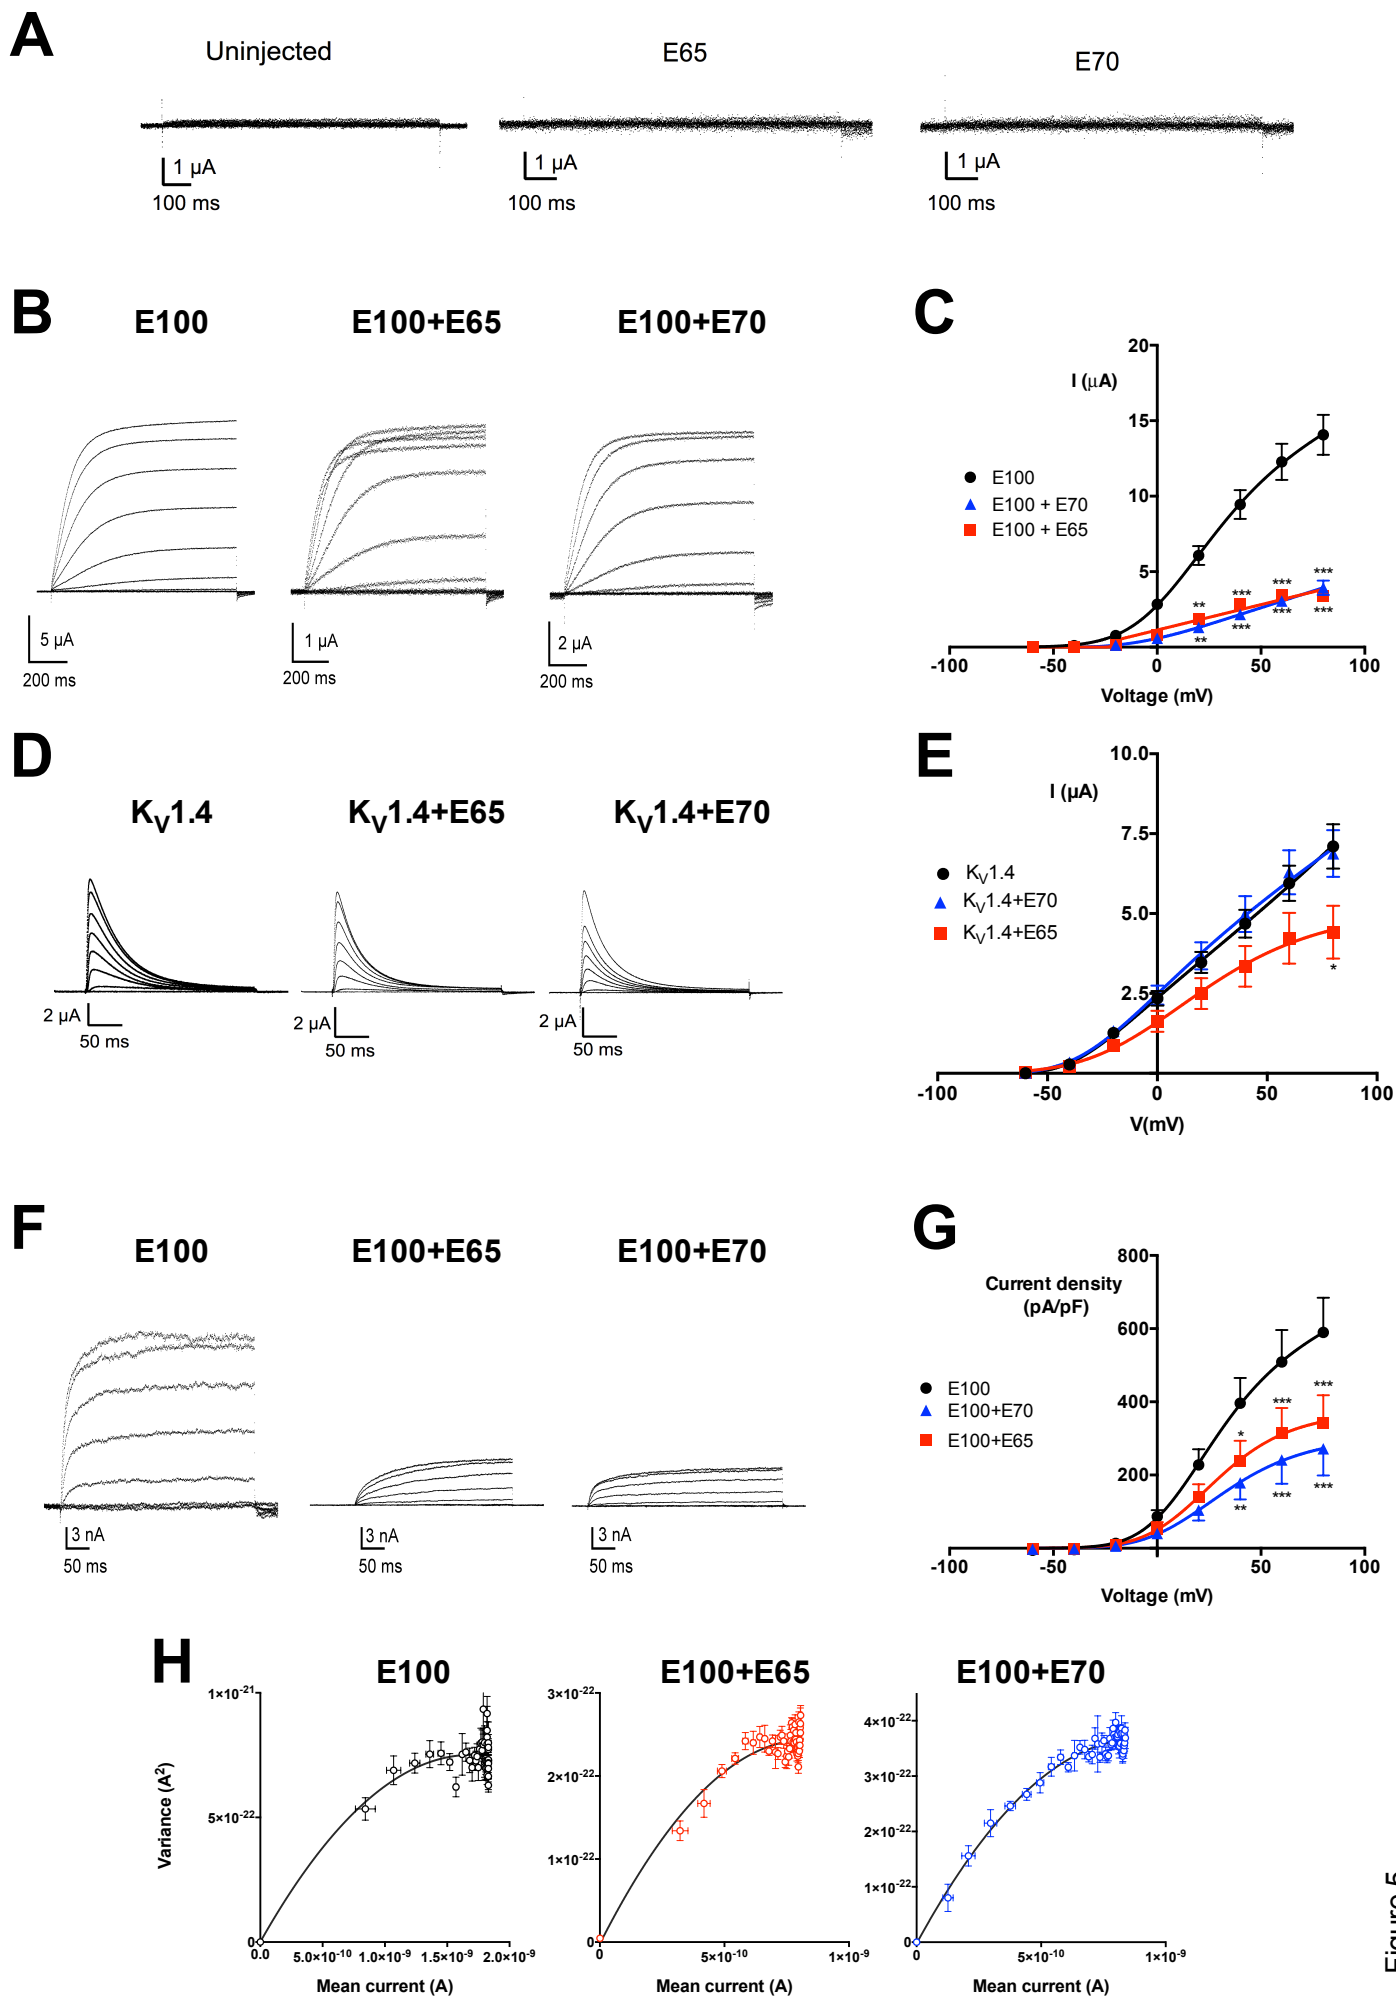 A
Uninjected
E65
E70
1 µA
100 ms
1 µA
100 ms
1 µA
100 ms
B
E100
E100+E65
E100+E70
5 µA
200 ms
1 µA
200 ms
2 µA
200 ms
C
20
15
10
5
I (µA)
E100
E100 + E70
E100 + E65
** *** *** ***
** *** *** ***
-100 -50 0 50 100
Voltage (mV)
D
KV1.4
KV1.4+E65
KV1.4+E70
2 µA
50 ms
2 µA
50 ms
2 µA
50 ms
E
10.0
7.5
5.0
2.5
I (µA)
KV1.4
KV1.4+E70
KV1.4+E65
*
-100 -50 0 50 100
V(mV)
F
E100
E100+E65
E100+E70
3 nA
50 ms
3 nA
50 ms
3 nA
50 ms
G
800
600
400
200
Current density
(pA/pF)
E100
E100+E70
E100+E65
* *** ***
** *** ***
-100 -50 0 50 100
Voltage (mV)
H
E100
1×10-21
5×10-22
0
Variance (A2)
0.0 5.0×10-10 1.0×10-9 1.5×10-9 2.0×10-9
Mean current (A)
E100+E65
3×10-22
2×10-22
1×10-22
0
0 5×10-10 1×10-9
Mean current (A)
E100+E70
4×10-22
3×10-22
2×10-22
1×10-22
0
0 5×10-10 1×10-9
Mean current (A)
Figure 5